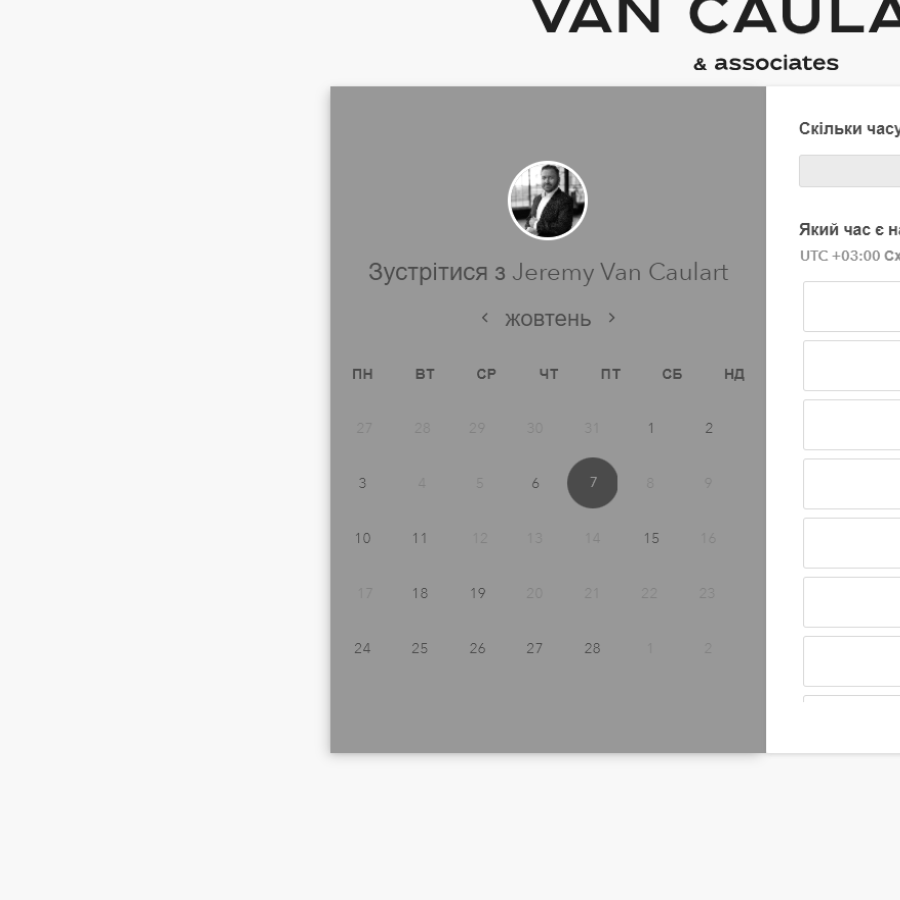 VAN CAULA
& associates
Зустрітися з Jeremy Van Caulart
‹ жовтень ›
ПН ВТ СР ЧТ ПТ СБ НД
27 28 29 30 31 1 2
3 4 5 6 7 8 9
10 11 12 13 14 15 16
17 18 19 20 21 22 23
24 25 26 27 28 1 2
Скільки часу
Який час є на
UTC +03:00 Сх